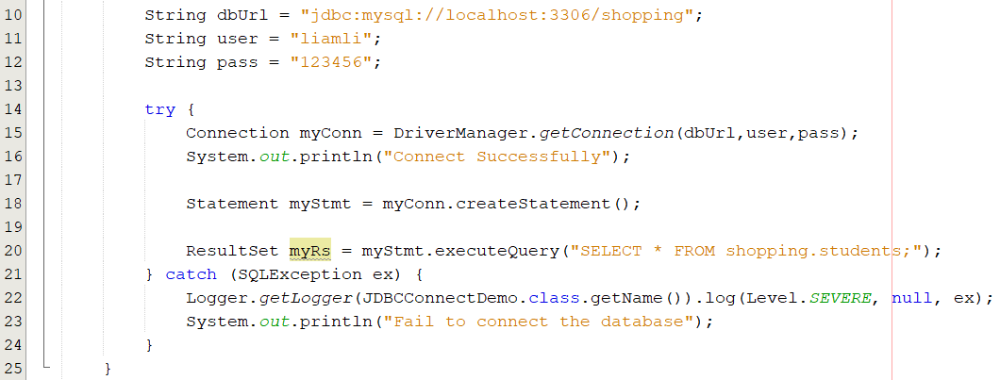 10 String dbUrl = "jdbc:mysql://localhost:3306/shopping";
11 String user = "liamli";
12 String pass = "123456";
13
14 try {
15 Connection myConn = DriverManager.getConnection(dbUrl,user,pass);
16 System.out.println("Connect Successfully");
17
18 Statement myStmt = myConn.createStatement();
19
20 ResultSet myRs = myStmt.executeQuery("SELECT * FROM shopping.students;");
21 } catch (SQLException ex) {
22 Logger.getLogger(JDBCConnectDemo.class.getName()).log(Level.SEVERE, null, ex);
23 System.out.println("Fail to connect the database");
24 }
25 }